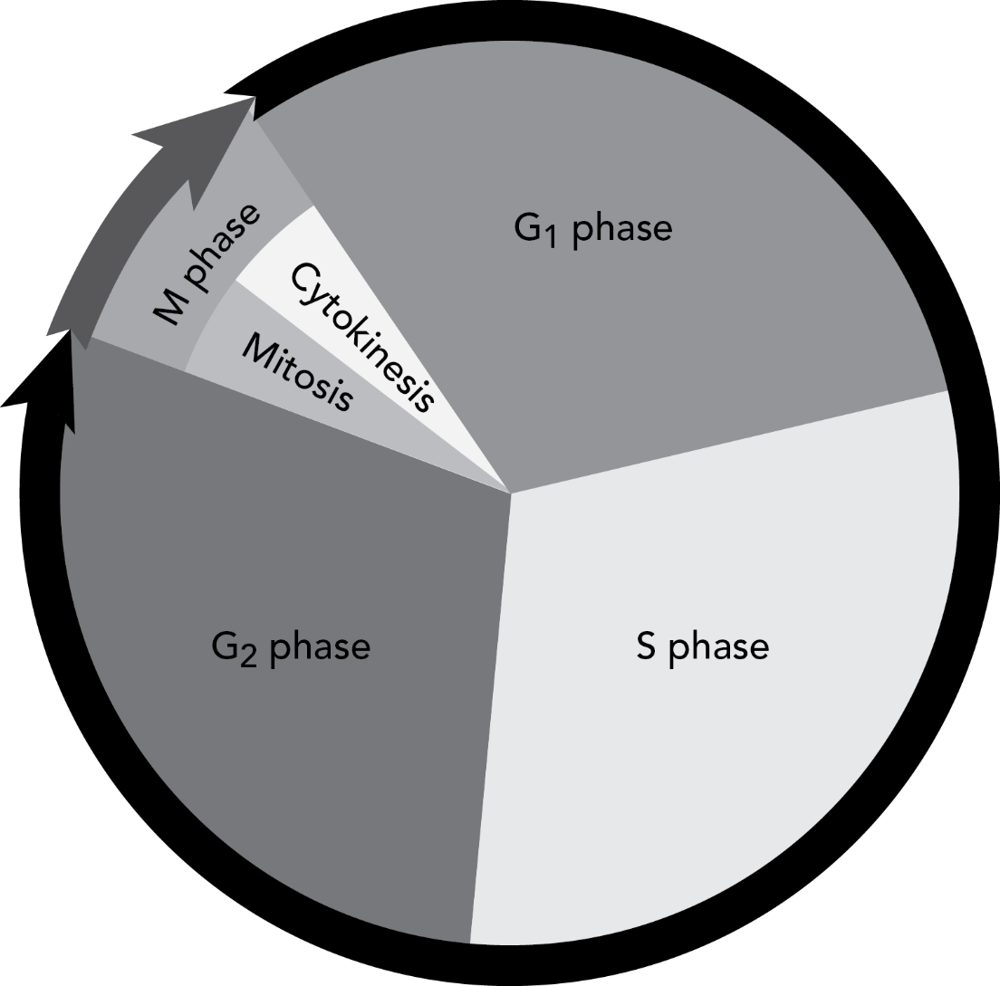 G₁ phase
M phase
Cytokinesis
Mitosis
G₂ phase
S phase